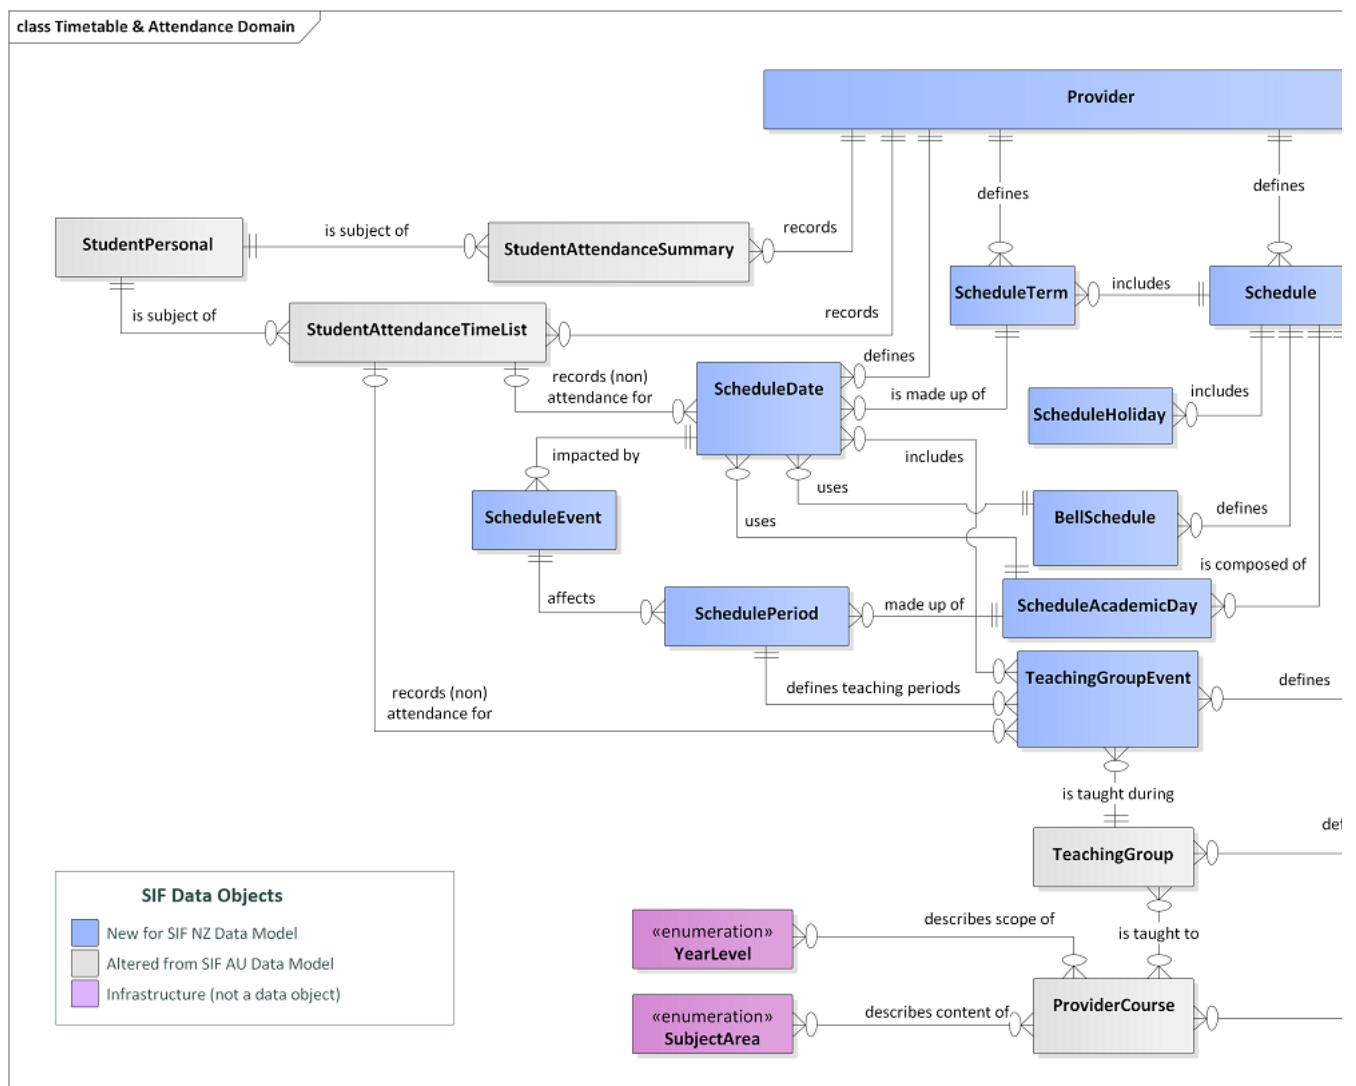 class Timetable & Attendance Domain
Provider
defines
defines
StudentPersonal
is subject of
StudentAttendanceSummary
records
ScheduleTerm
includes
Schedule
is subject of
StudentAttendanceTimeList
records
defines
records (non)
attendance for
ScheduleDate
is made up of
ScheduleHoliday
includes
impacted by
includes
uses
ScheduleEvent
uses
BellSchedule
defines
is composed of
affects
SchedulePeriod
made up of
ScheduleAcademicDay
records (non)
attendance for
defines teaching periods
TeachingGroupEvent
defines
is taught during
TeachingGroup
def
SIF Data Objects
New for SIF NZ Data Model
Altered from SIF AU Data Model
Infrastructure (not a data object)
«enumeration»
YearLevel
describes scope of
is taught to
«enumeration»
SubjectArea
describes content of
ProviderCourse